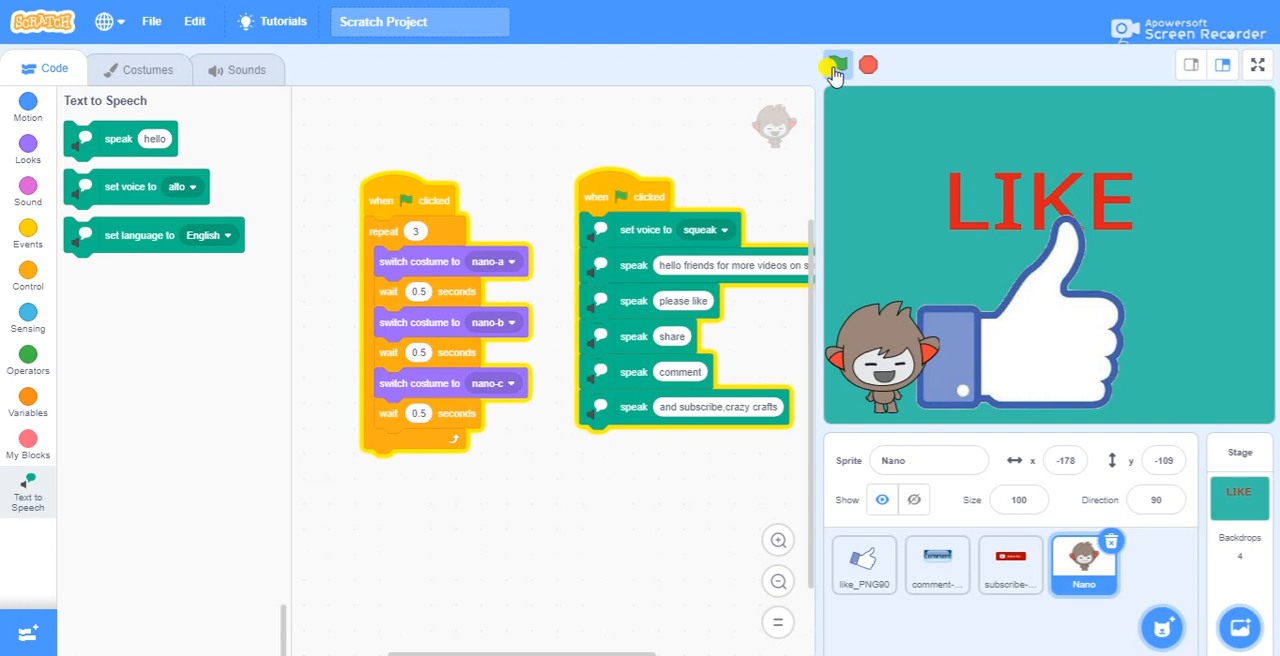 SCRATCH File Edit Tutorials Scratch Project
Apowersoft
Screen Recorder
Code Costumes Sounds
Motion
Looks
Sound
Events
Control
Sensing
Operators
Variables
My Blocks
Text to
Speech
Text to Speech
speak hello
set voice to alto
set language to English
when clicked
repeat 3
switch costume to nano-a
wait 0.5 seconds
switch costume to nano-b
wait 0.5 seconds
switch costume to nano-c
wait 0.5 seconds
when clicked
set voice to squeak
speak hello friends for more videos on
speak please like
speak share
speak comment
speak and subscribe,crazy crafts
LIKE
Sprite Nano x -178 y -109
Show Size 100 Direction 90
like_PNG90 comment-... subscribe-... Nano
Stage
LIKE
Backdrops
4